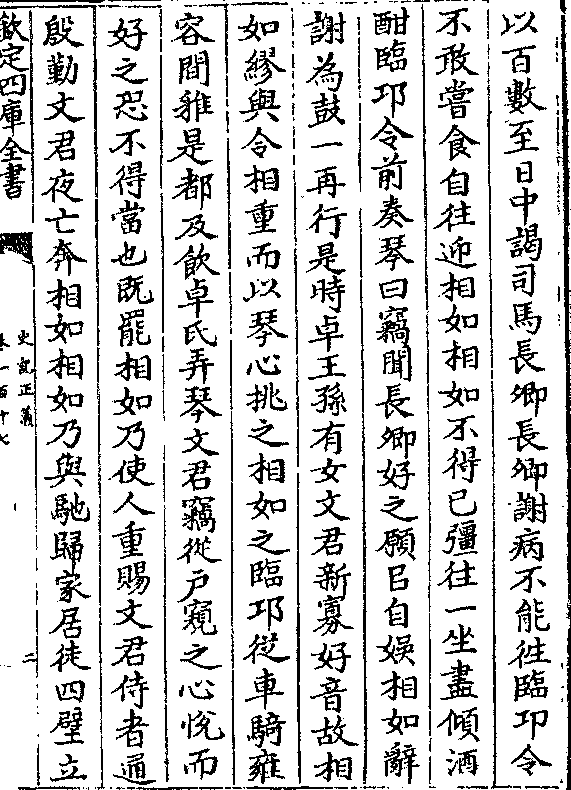 以百數至日中謁司馬長卿長卿謝病不能徃臨卭令
不敢嘗食自往迎相如相如不得已彊往一坐盡傾酒
酣臨卭令前奏琴曰竊聞長卿好之願㠯自娛相如辭
謝為鼓一再行是時卓王孫有女文君新寡好音故相
如繆與令相重而以琴心挑之相如之臨卭從車騎雍
容間雅是都及飲卓氏弄琴文君竊從户窺之心恱而
好之恐不得當也既罷相如乃使人重賜文君侍者通
殷勤文君夜亡奔相如相如乃與馳歸家居徒四壁立
欽定四庫全書
史記正義
卷一百十七
二